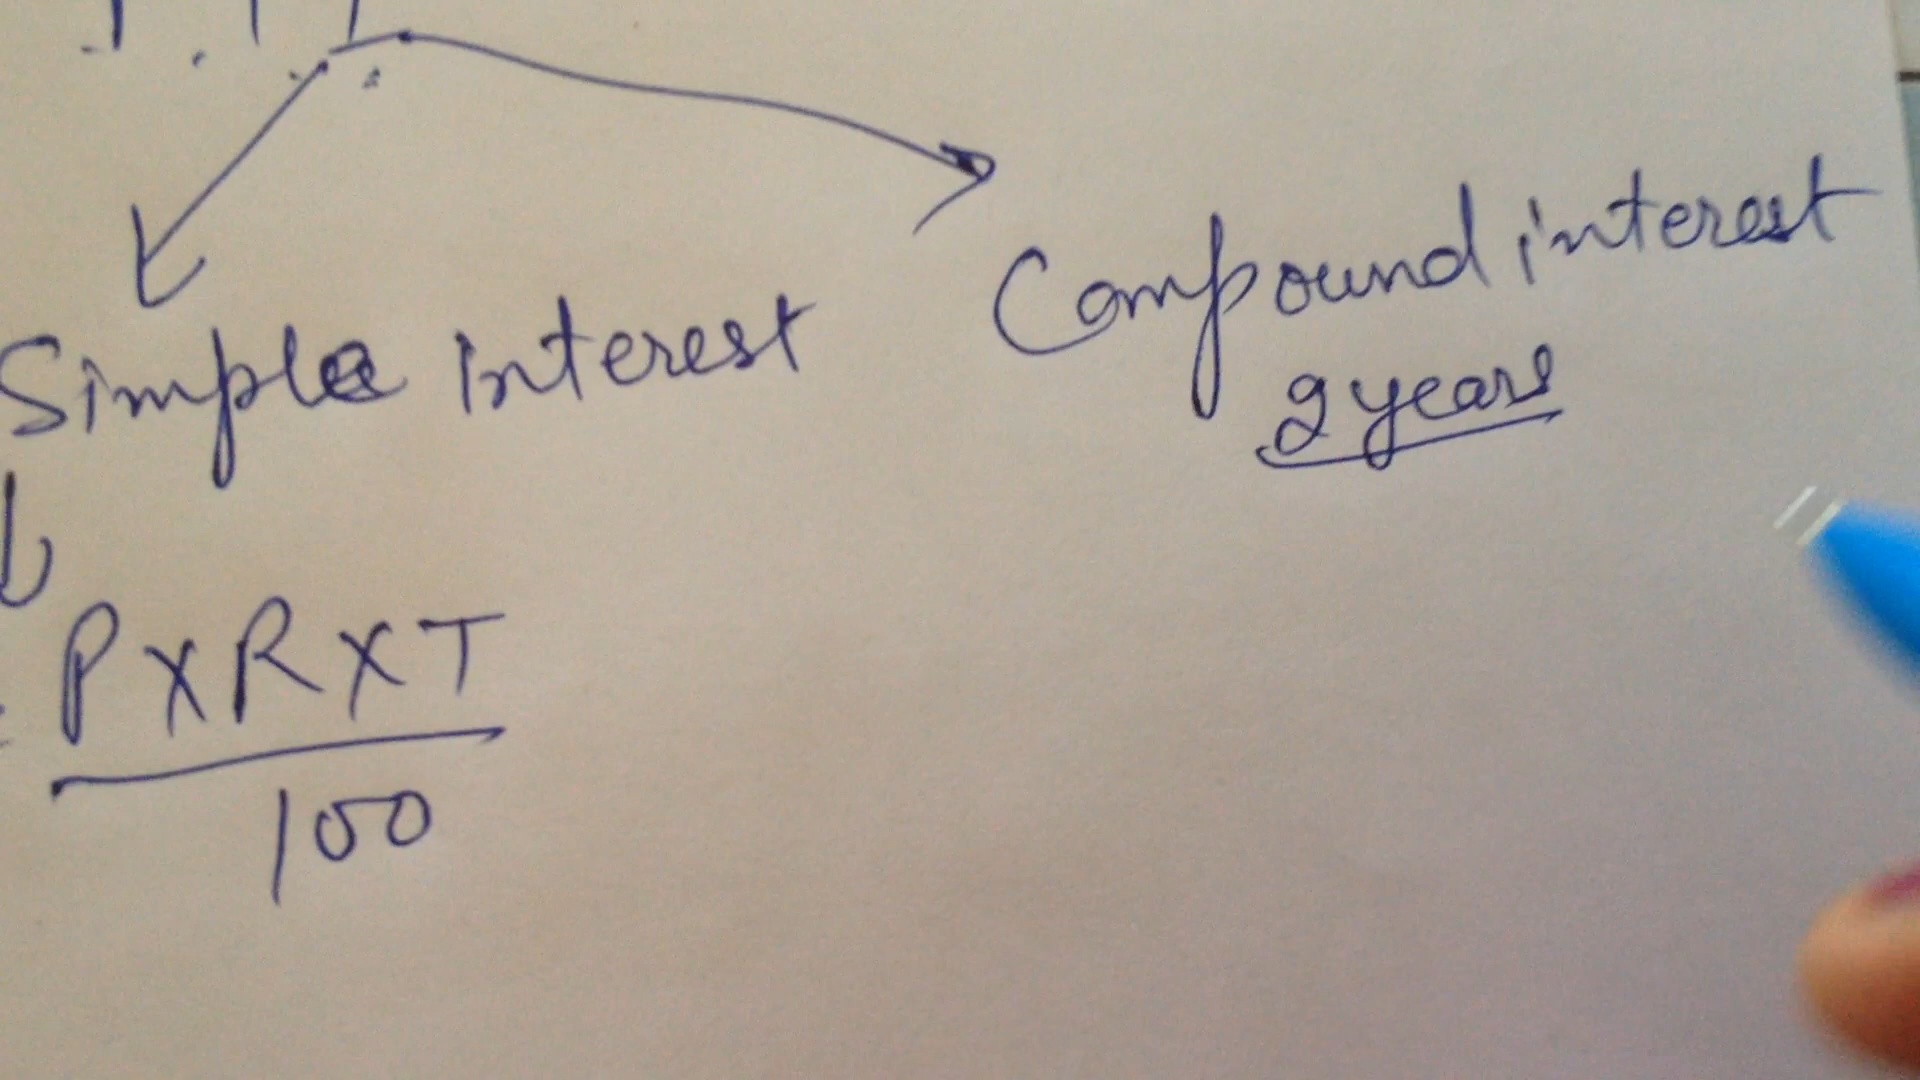 Simple interest
Compound interest
2 years
P X R X T
100